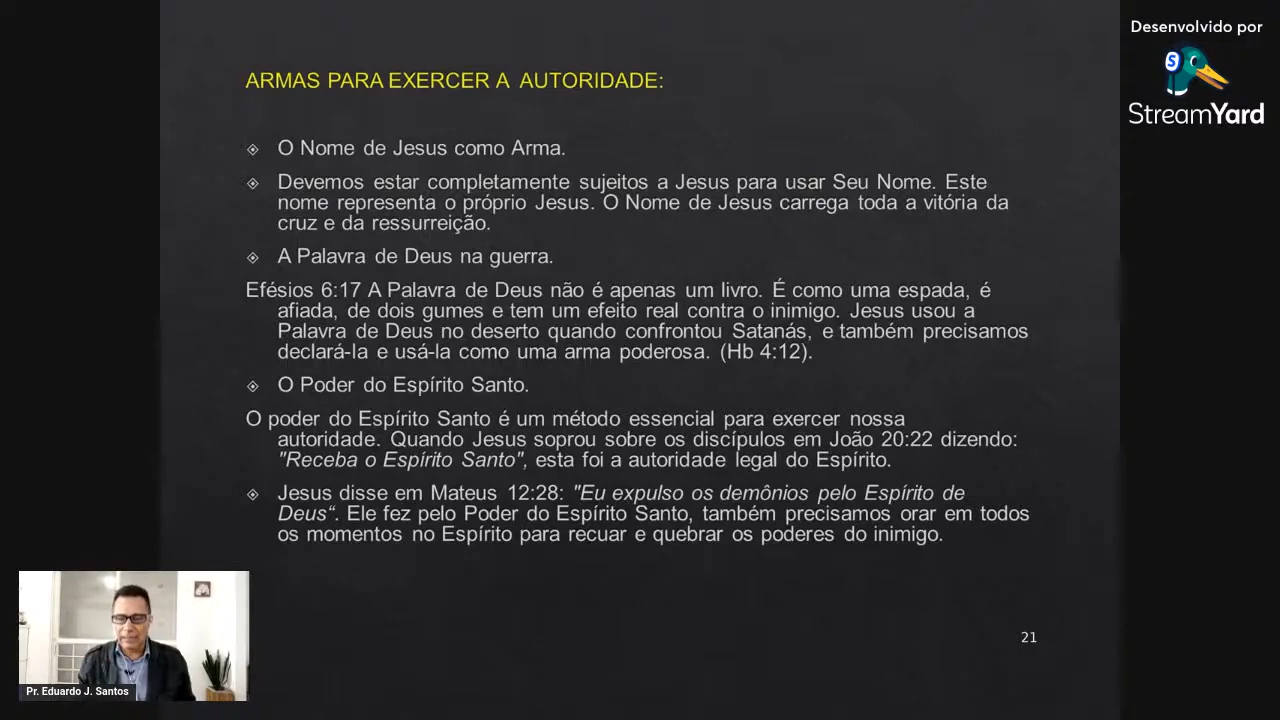 Desenvolvido por
StreamYard
ARMAS PARA EXERCER A AUTORIDADE:
O Nome de Jesus como Arma.
Devemos estar completamente sujeitos a Jesus para usar Seu Nome. Este
nome representa o próprio Jesus. O Nome de Jesus carrega toda a vitória da
cruz e da ressurreição.
A Palavra de Deus na guerra.
Efésios 6:17 A Palavra de Deus não é apenas um livro. É como uma espada, é
afiada, de dois gumes e tem um efeito real contra o inimigo. Jesus usou a
Palavra de Deus no deserto quando confrontou Satanás, e também precisamos
declará-la e usá-la como uma arma poderosa. (Hb 4:12).
O Poder do Espírito Santo.
O poder do Espírito Santo é um método essencial para exercer nossa
autoridade. Quando Jesus soprou sobre os discípulos em João 20:22 dizendo:
"Receba o Espírito Santo", esta foi a autoridade legal do Espírito.
Jesus disse em Mateus 12:28: "Eu expulso os demônios pelo Espírito de
Deus“. Ele fez pelo Poder do Espírito Santo, também precisamos orar em todos
os momentos no Espírito para recuar e quebrar os poderes do inimigo.
21
Pr. Eduardo J. Santos